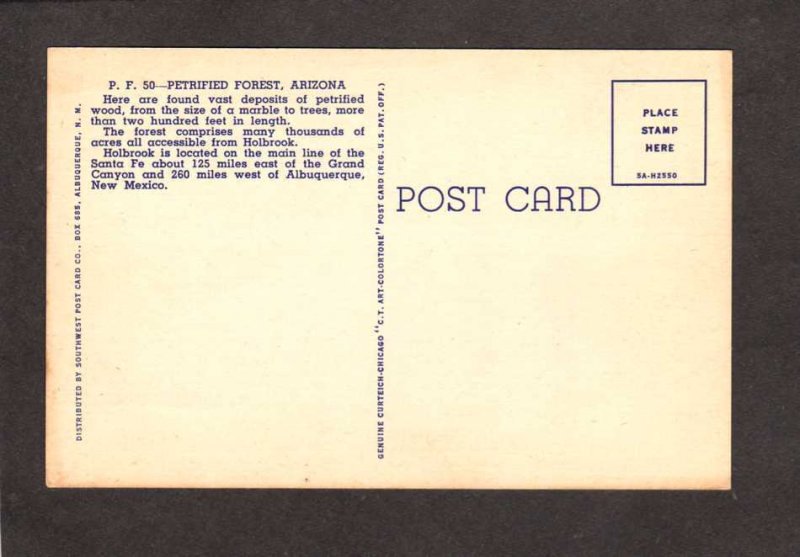 P. F. 50—PETRIFIED FOREST, ARIZONA
Here are found vast deposits of petrified
wood, from the size of a marble to trees, more
than two hundred feet in length.
The forest comprises many thousands of
acres all accessible from Holbrook.
Holbrook is located on the main line of the
Santa Fe about 125 miles east of the Grand
Canyon and 260 miles west of Albuquerque,
New Mexico.
DISTRIBUTED BY SOUTHWEST POST CARD CO., BOX 685, ALBUQUERQUE, N. M.
GENUINE CURTEICH-CHICAGO "C.T. ART-COLORTONE" POST CARD (REG. U.S. PAT. OFF.)
POST CARD
PLACE
STAMP
HERE
5A-H2550